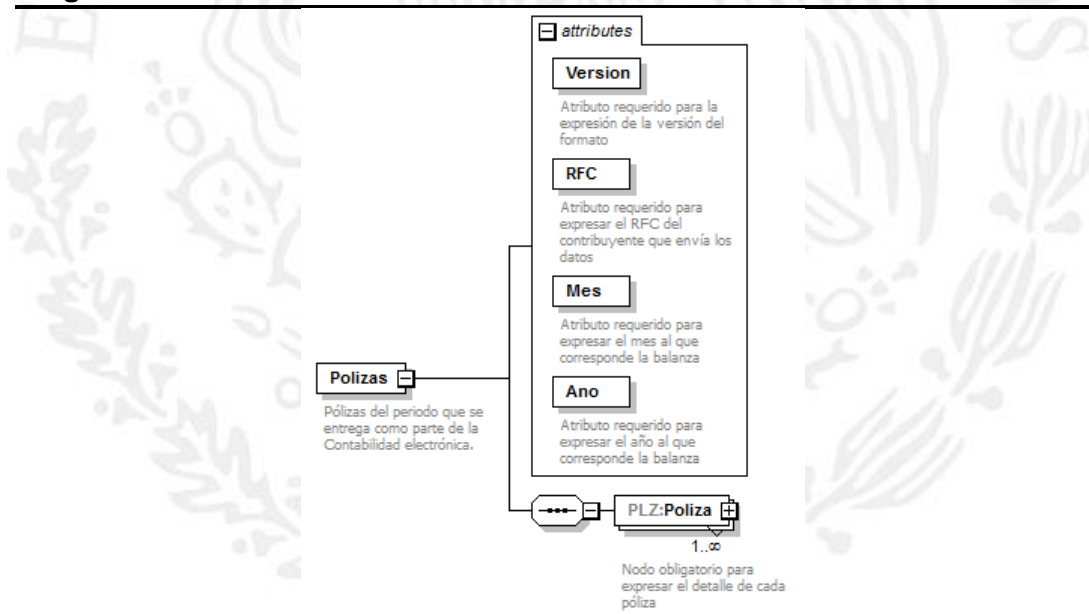 attributes
Version
Atributo requerido para la
expresión de la versión del
formato
RFC
Atributo requerido para
expresar el RFC del
contribuyente que envía los
datos
Mes
Atributo requerido para
expresar el mes al que
corresponde la balanza
Ano
Atributo requerido para
expresar el año al que
corresponde la balanza
Polizas
Pólizas del periodo que se
entrega como parte de la
Contabilidad electrónica.
PLZ:Poliza
1..∞
Nodo obligatorio para
expresar el detalle de cada
póliza